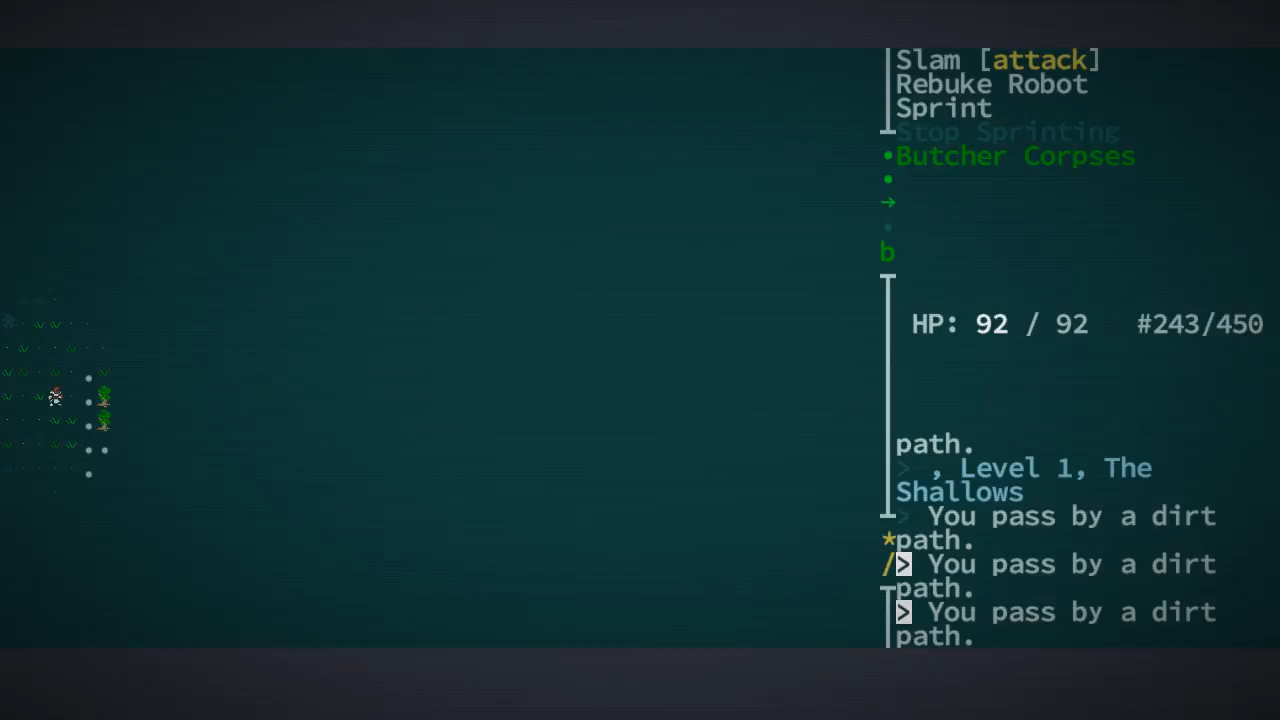 Slam [attack]
Rebuke Robot
Sprint
Stop Sprinting
Butcher Corpses
b
HP: 92 / 92 #243/450
path.
> , Level 1, The
Shallows
> You pass by a dirt
*path.
/> You pass by a dirt
path.
> You pass by a dirt
path.